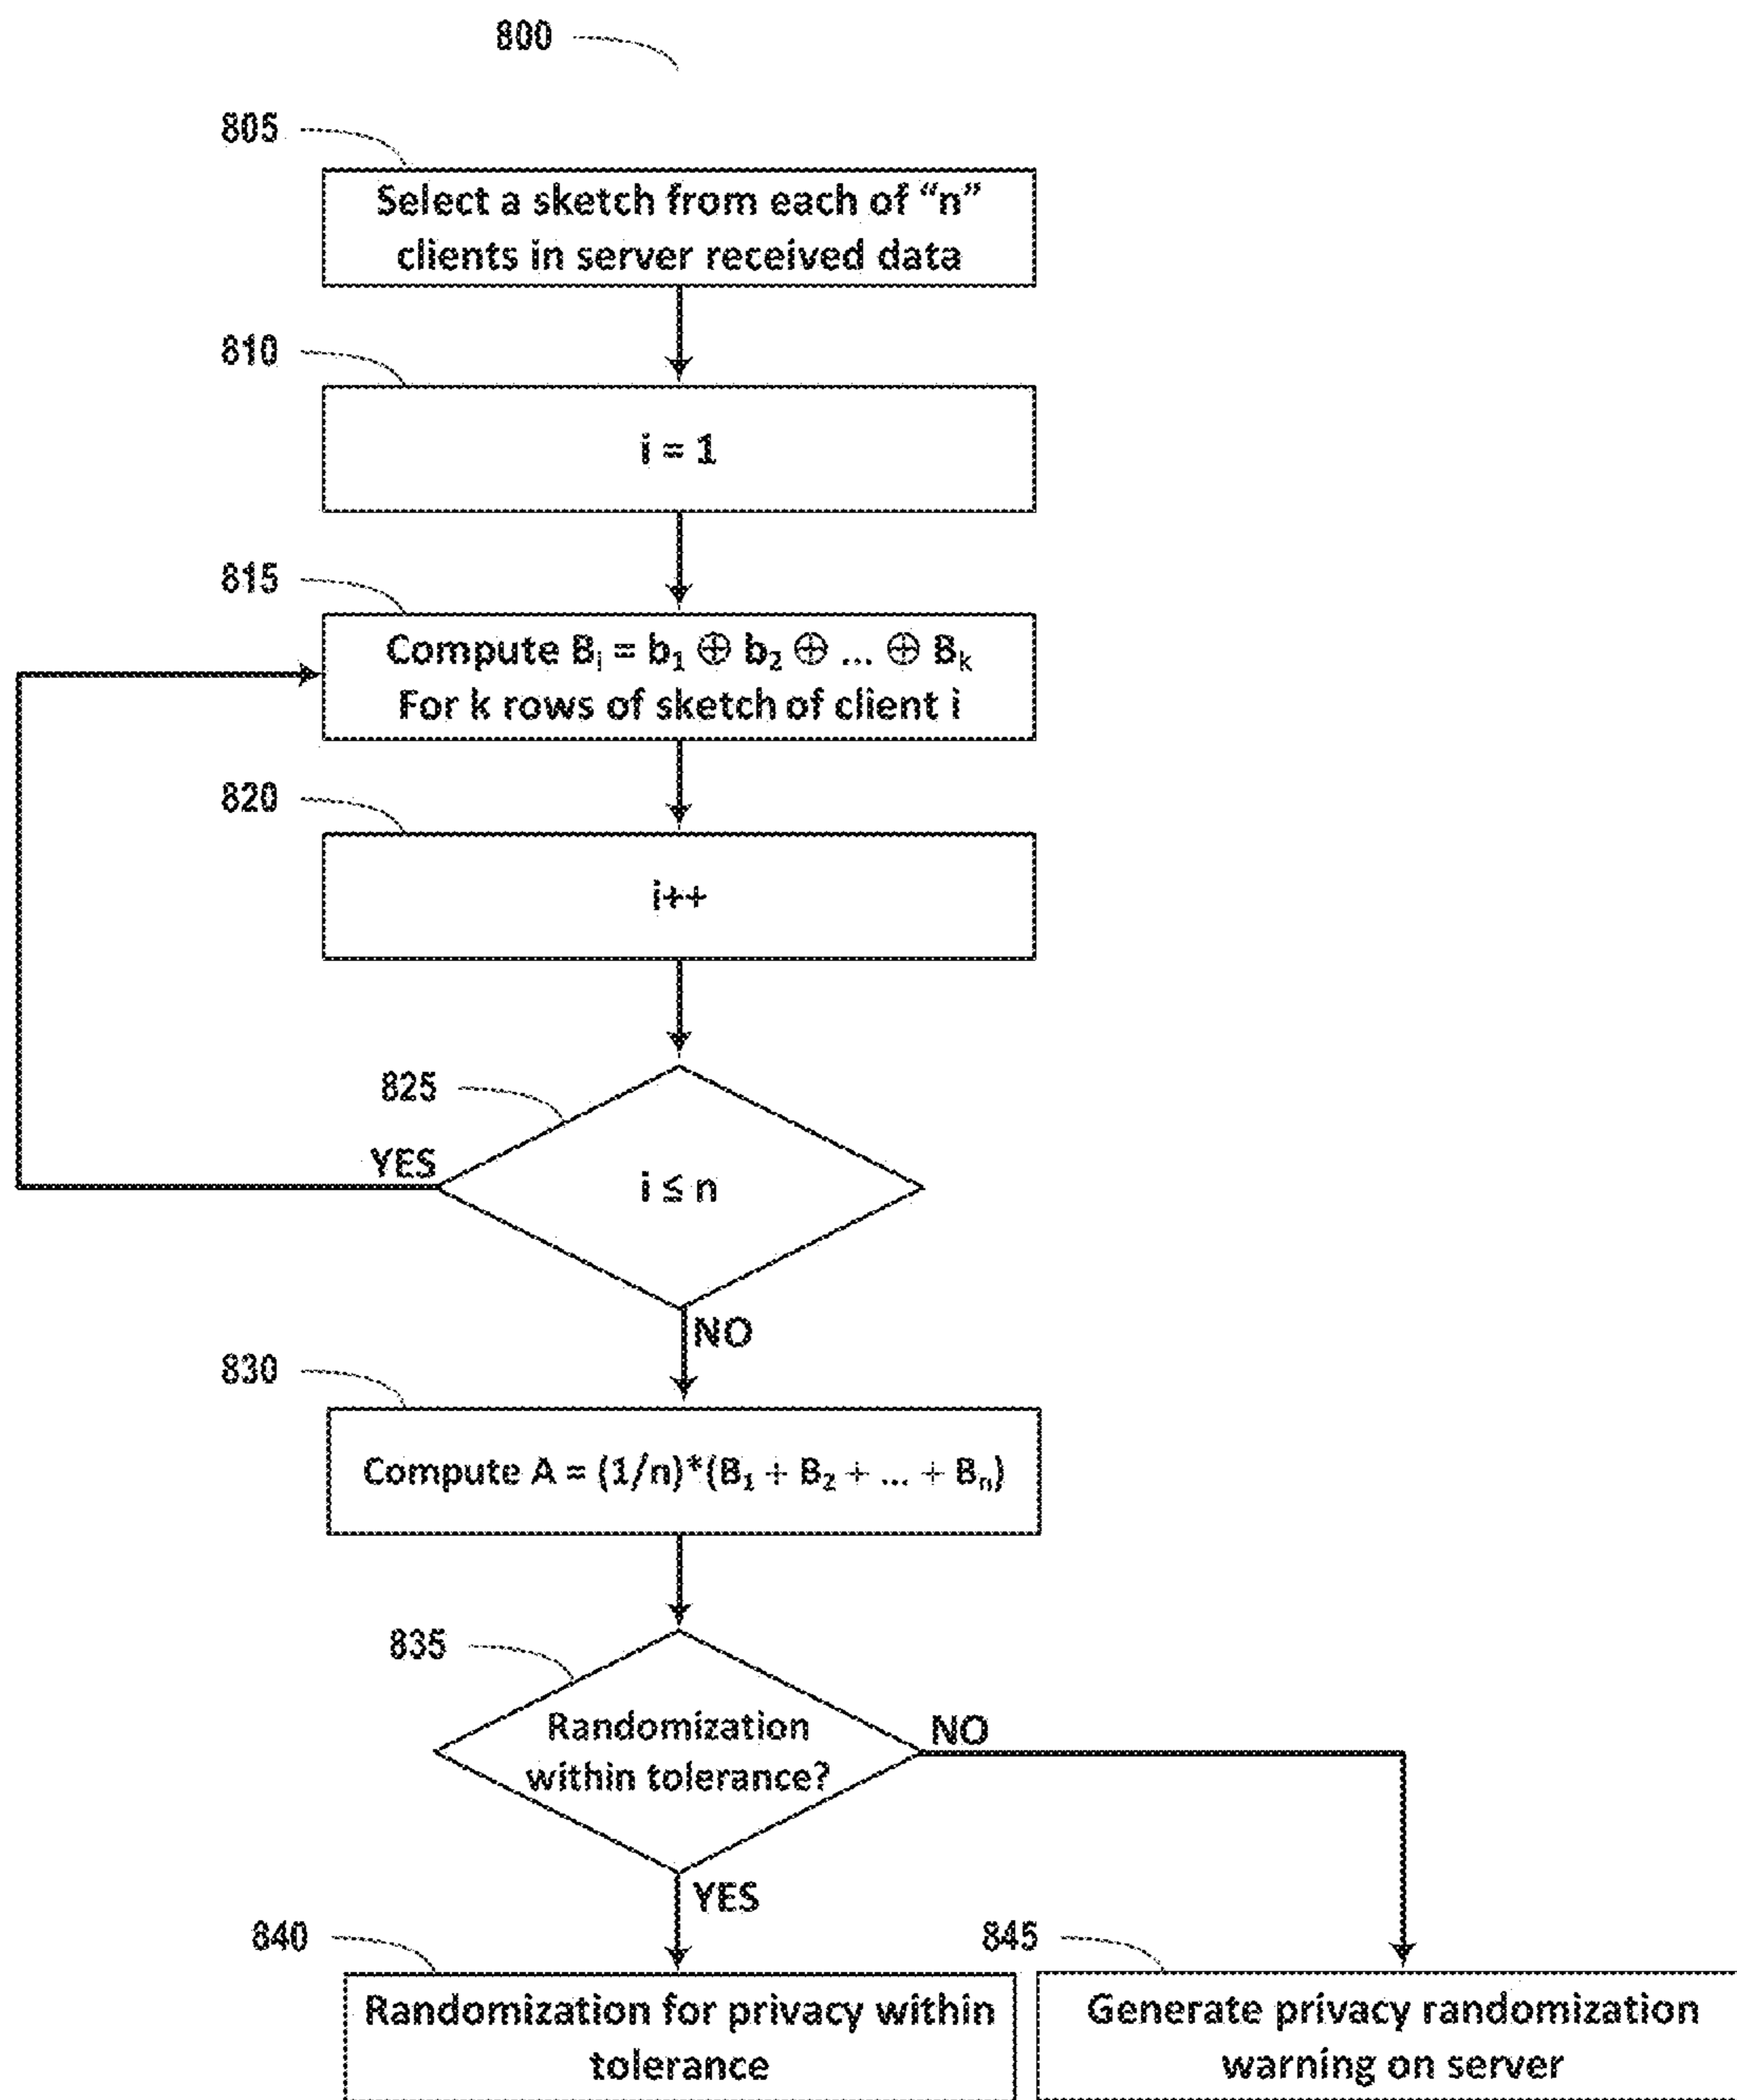 800
805
Select a sketch from each of “n”
clients in server received data
810
i = 1
815
Compute Bᵢ = b₁ ⊕ b₂ ⊕ ... ⊕ Bₖ
For k rows of sketch of client i
820
i++
825
YES
i ≤ n
NO
830
Compute A = (1/n)*(B₁ + B₂ + ... + Bₙ)
835
Randomization
within tolerance?
NO
YES
840
Randomization for privacy within
tolerance
845
Generate privacy randomization
warning on server